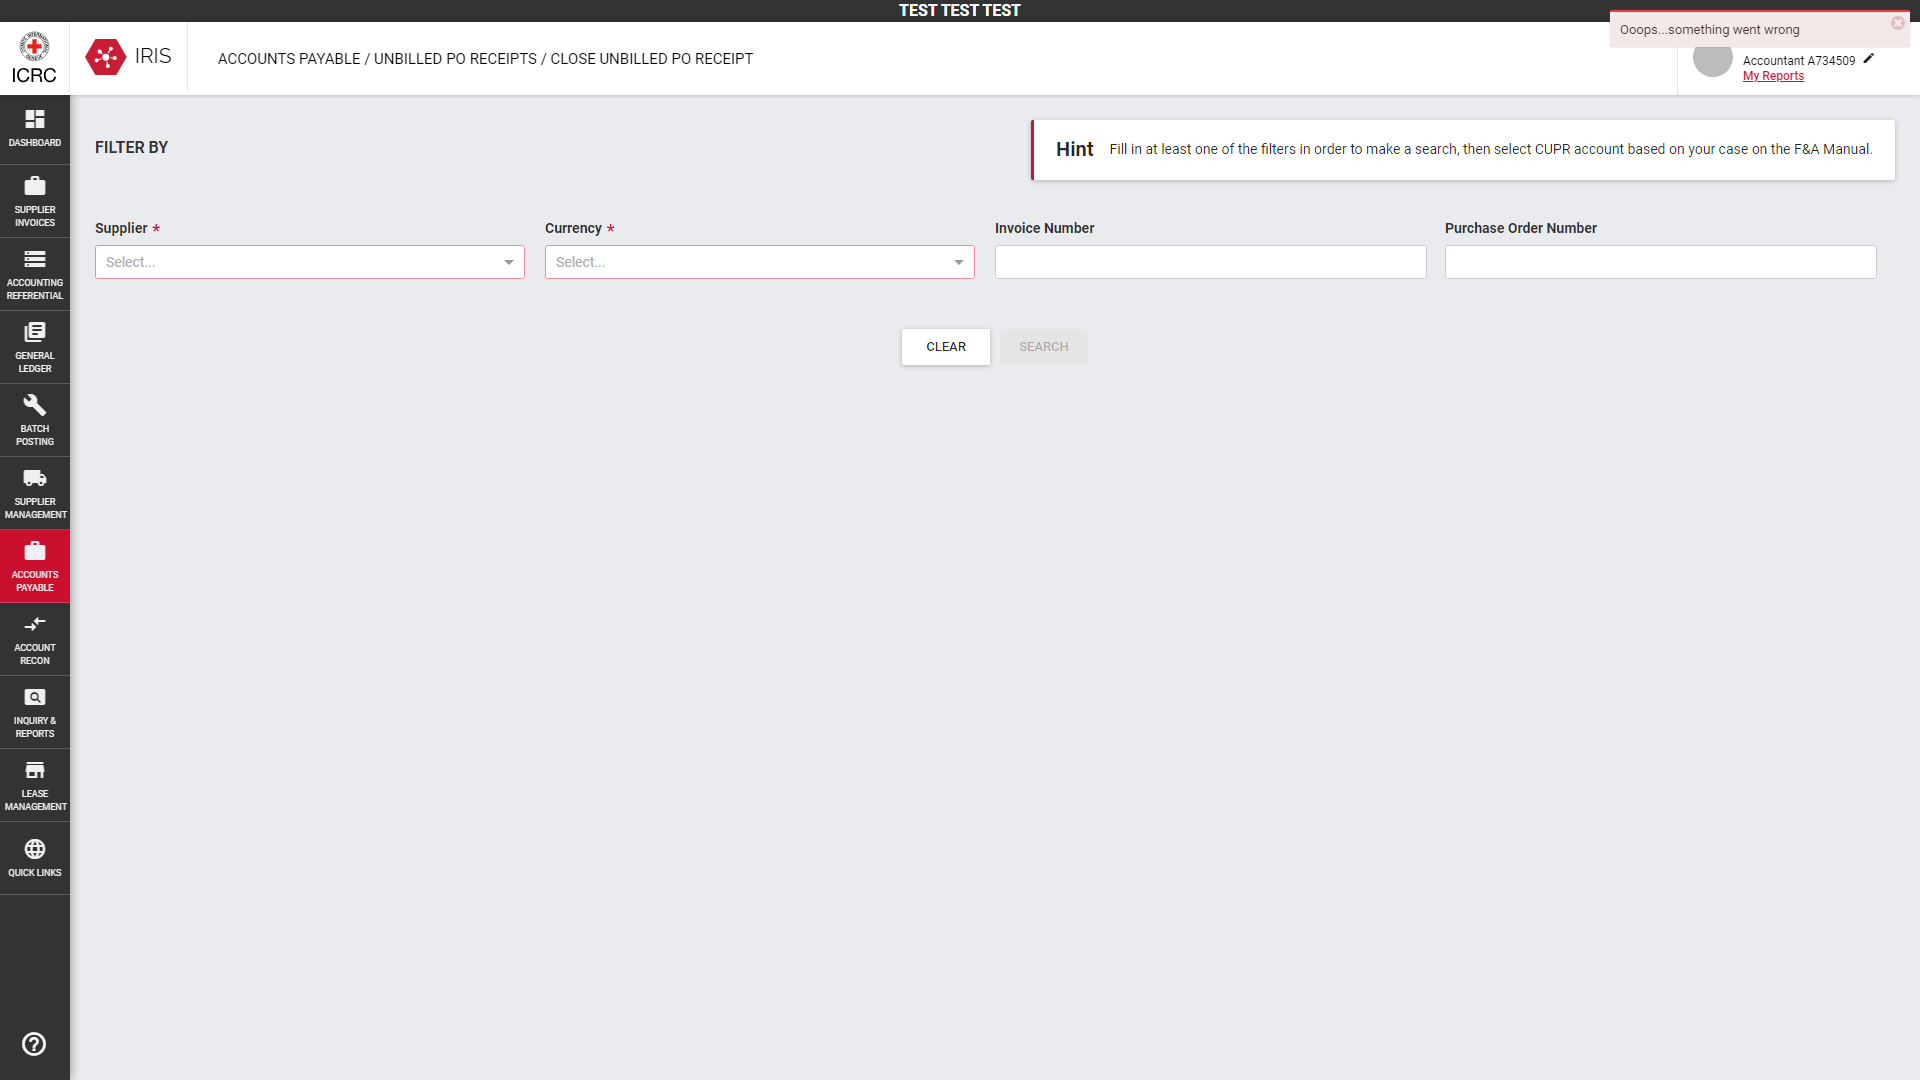 TEST TEST TEST
Ooops...something went wrong
ICRC
IRIS
ACCOUNTS PAYABLE / UNBILLED PO RECEIPTS / CLOSE UNBILLED PO RECEIPT
Accountant A734509
My Reports
DASHBOARD
SUPPLIER
INVOICES
ACCOUNTING
REFERENTIAL
GENERAL
LEDGER
BATCH
POSTING
SUPPLIER
MANAGEMENT
ACCOUNTS
PAYABLE
ACCOUNT
RECON
INQUIRY &
REPORTS
LEASE
MANAGEMENT
QUICK LINKS
FILTER BY
Hint Fill in at least one of the filters in order to make a search, then select CUPR account based on your case on the F&A Manual.
Supplier * Currency * Invoice Number Purchase Order Number
Select... Select...
CLEAR SEARCH